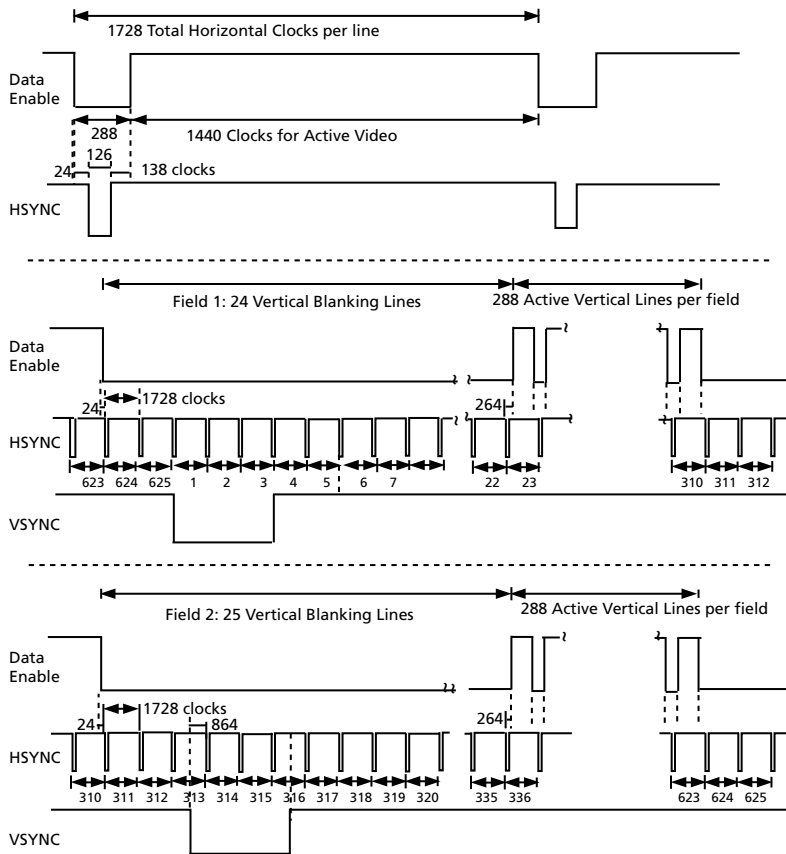 1728 Total Horizontal Clocks per line
Data
Enable
288
1440 Clocks for Active Video
126
24
138 clocks
HSYNC
Field 1: 24 Vertical Blanking Lines
288 Active Vertical Lines per field
Data
Enable
1728 clocks
24
264
HSYNC
623 624 625 1 2 3 4 5 6 7 22 23 310 311 312
VSYNC
Field 2: 25 Vertical Blanking Lines
288 Active Vertical Lines per field
Data
Enable
1728 clocks
24
864
264
HSYNC
310 311 312 313 314 315 316 317 318 319 320 335 336 623 624 625
VSYNC